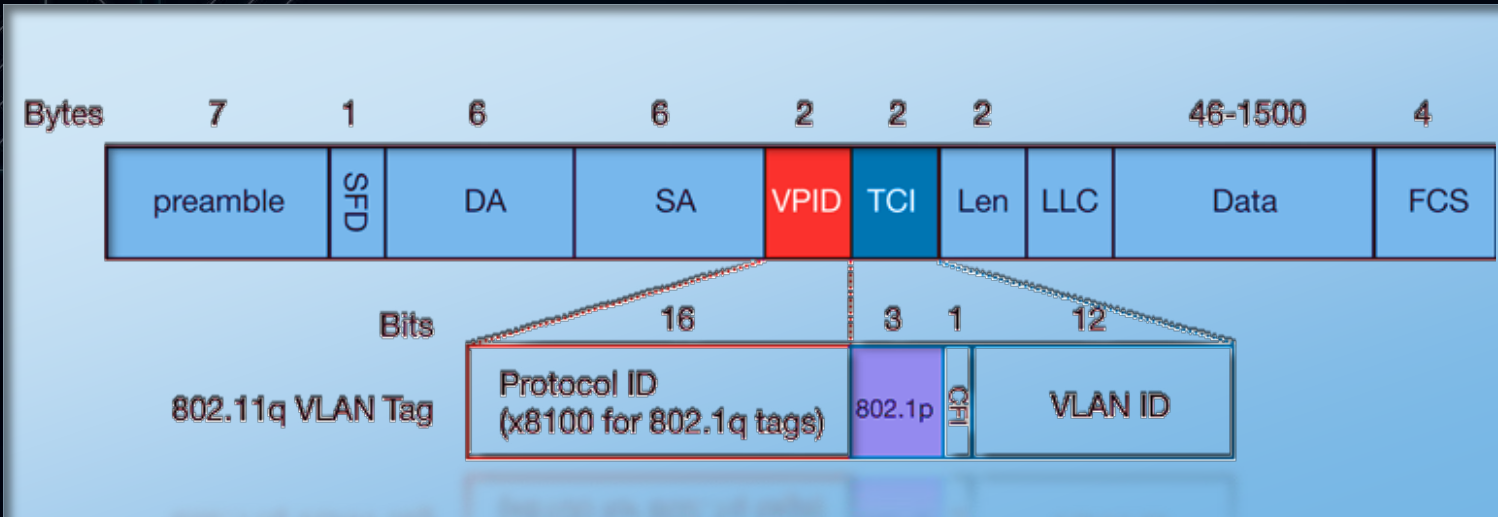 Bytes 7 1 6 6 2 2 2 46-1500 4
preamble SFD DA SA VPID TCI Len LLC Data FCS
Bits 16 3 1 12
802.11q VLAN Tag
Protocol ID
(x8100 for 802.1q tags)
802.1p CFI VLAN ID